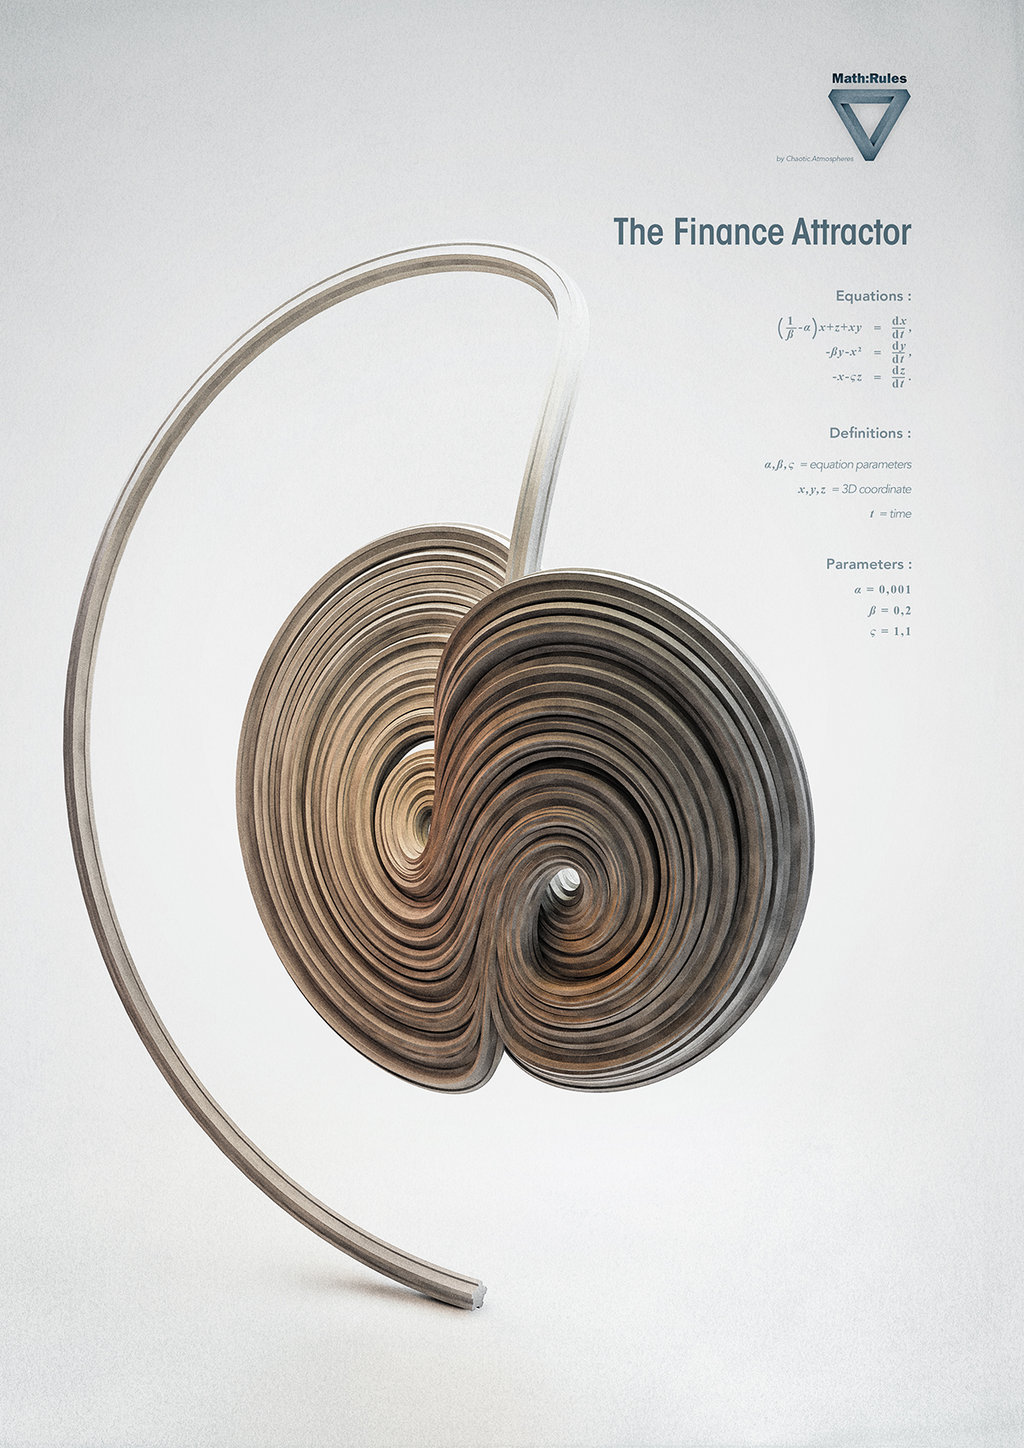 Math:Rules
by Chaotic Atmospheres
The Finance Attractor
Equations :
(1/β-α)x+z+xy = dx/dt,
-βy-x² = dy/dt,
-x-ςz = dz/dt.
Definitions :
α,β,ς = equation parameters
x,y,z = 3D coordinate
t = time
Parameters :
α = 0,001
β = 0,2
ς = 1,1